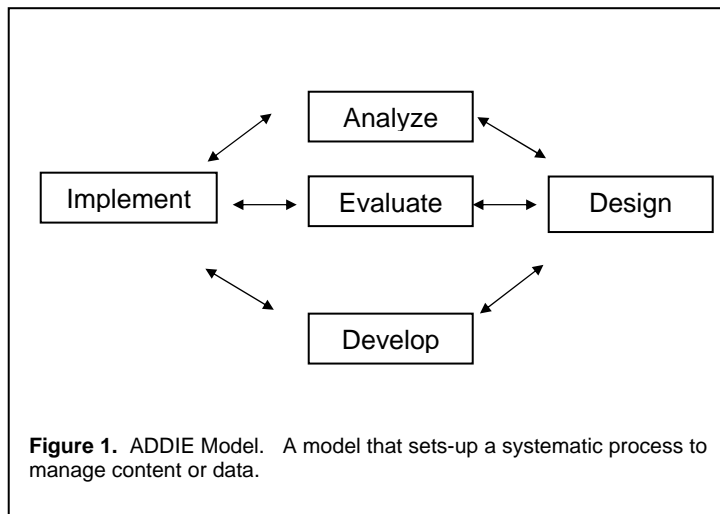 Analyze
Implement
Evaluate
Design
Develop
Figure 1. ADDIE Model. A model that sets-up a systematic process to
manage content or data.